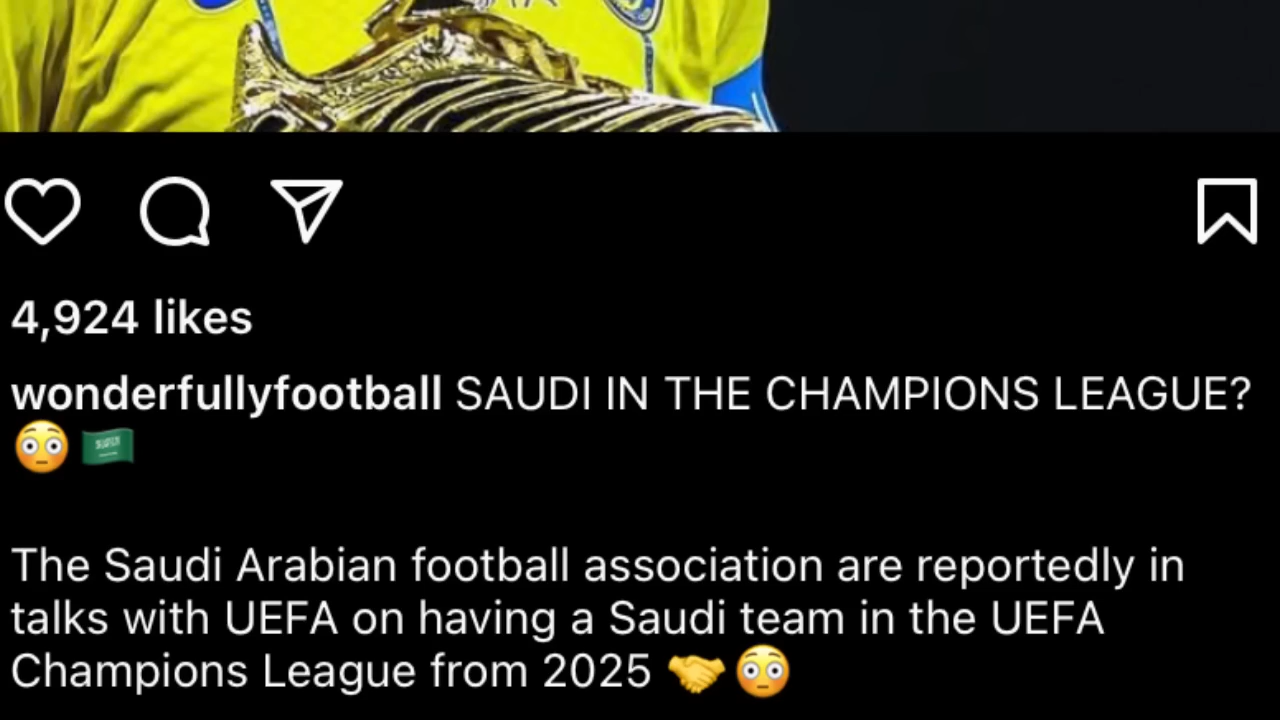 4,924 likes
wonderfullyfootball SAUDI IN THE CHAMPIONS LEAGUE?
😳 🇸🇦
The Saudi Arabian football association are reportedly in
talks with UEFA on having a Saudi team in the UEFA
Champions League from 2025 🤝 😳